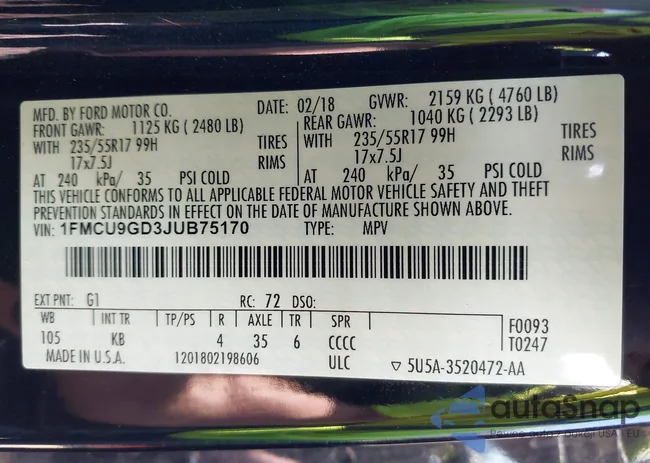 MFD. BY FORD MOTOR CO. DATE: 02/18 GVWR: 2159 KG ( 4760 LB)
FRONT GAWR: 1125 KG ( 2480 LB) REAR GAWR: 1040 KG ( 2293 LB)
WITH 235/55R17 99H TIRES WITH 235/55R17 99H TIRES
17x7.5J RIMS 17x7.5J RIMS
AT 240 kPa/ 35 PSI COLD AT 240 kPa/ 35 PSI COLD
THIS VEHICLE CONFORMS TO ALL APPLICABLE FEDERAL MOTOR VEHICLE SAFETY AND THEFT
PREVENTION STANDARDS IN EFFECT ON THE DATE OF MANUFACTURE SHOWN ABOVE.
VIN: 1FMCU9GD3JUB75170 TYPE: MPV
EXT PNT: G1 RC: 72 DSO:
WB INT TR TP/PS R AXLE TR SPR F0093
105 KB 4 35 6 CCCC T0247
MADE IN U.S.A. 1201802198606 ULC ▽ 5U5A-3520472-AA
autoSnap